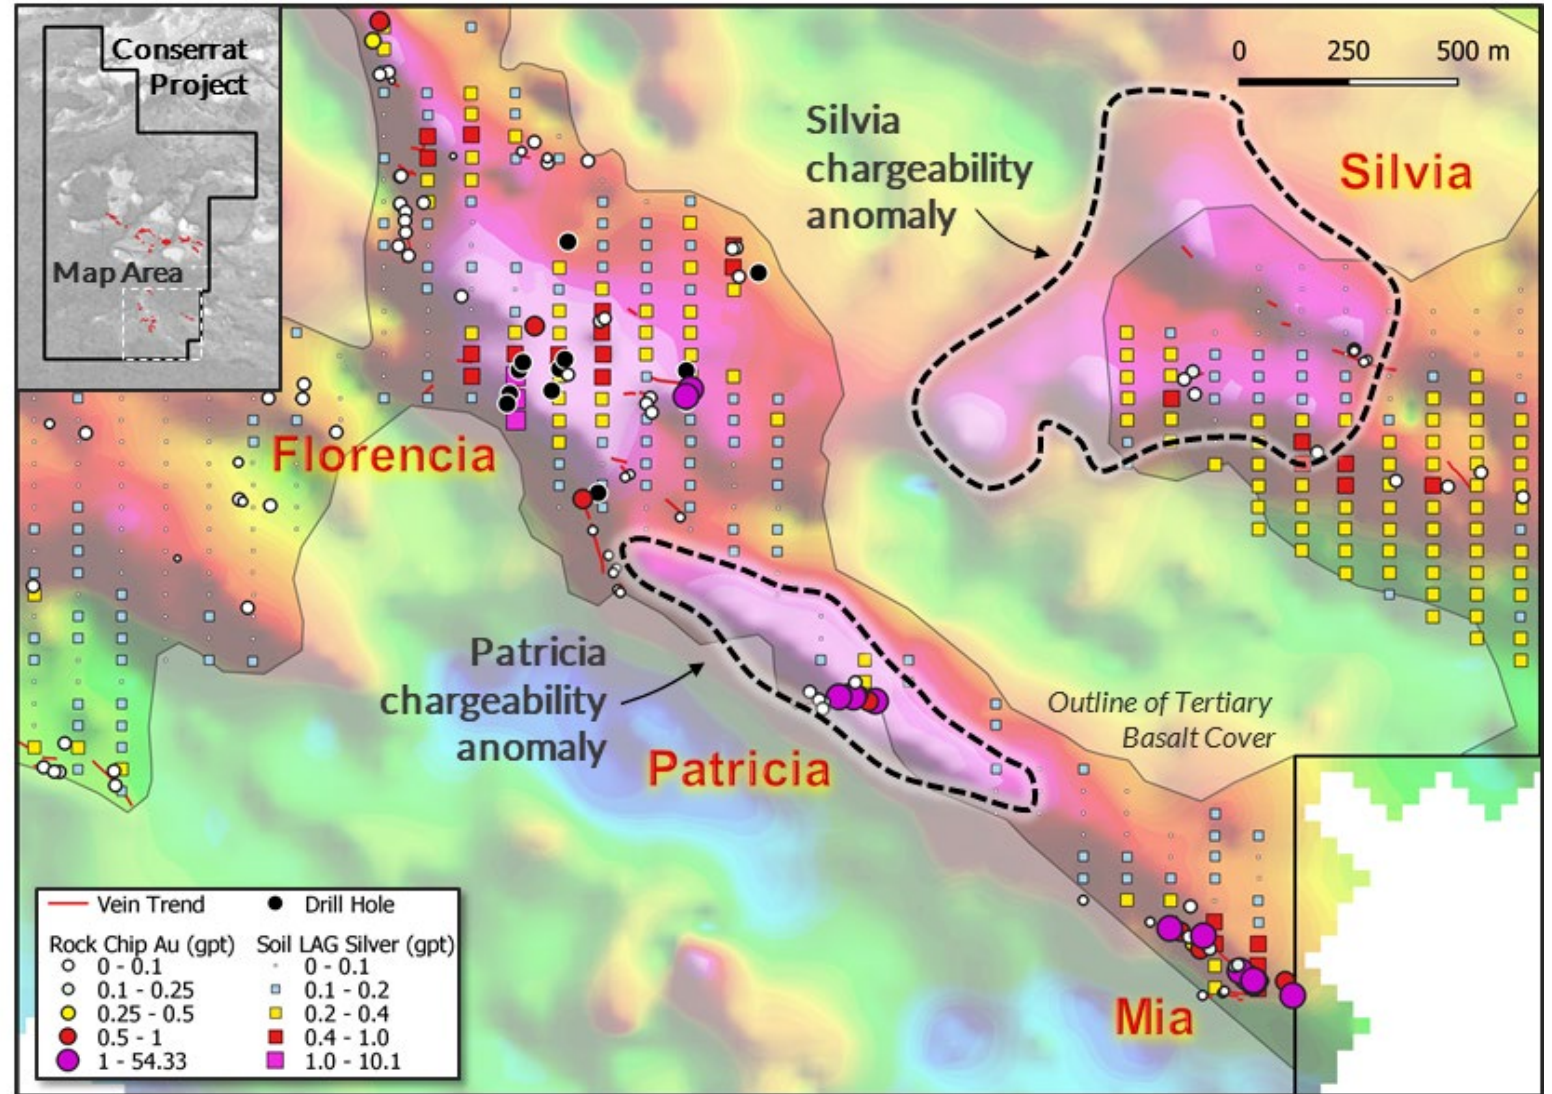 Conserrat
Project
Map Area
0 250 500 m
Silvia
chargeability
anomaly
Silvia
Florencia
Patricia
chargeability
anomaly
Patricia
Outline of Tertiary
Basalt Cover
Mia
Vein Trend Drill Hole
Rock Chip Au (gpt) Soil LAG Silver (gpt)
0 - 0.1 0 - 0.1
0.1 - 0.25 0.1 - 0.2
0.25 - 0.5 0.2 - 0.4
0.5 - 1 0.4 - 1.0
1 - 54.33 1.0 - 10.1